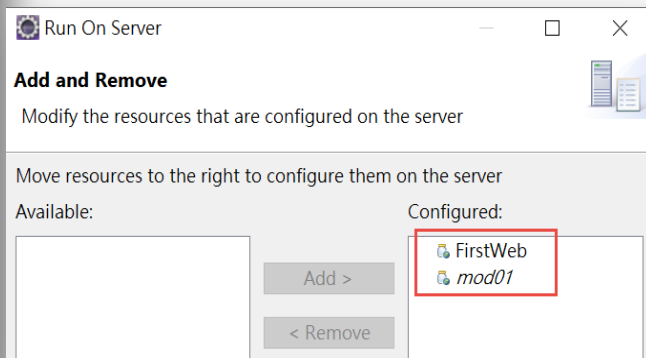 Run On Server
Add and Remove
Modify the resources that are configured on the server
Move resources to the right to configure them on the server
Available:
Configured:
FirstWeb
mod01
Add >
< Remove